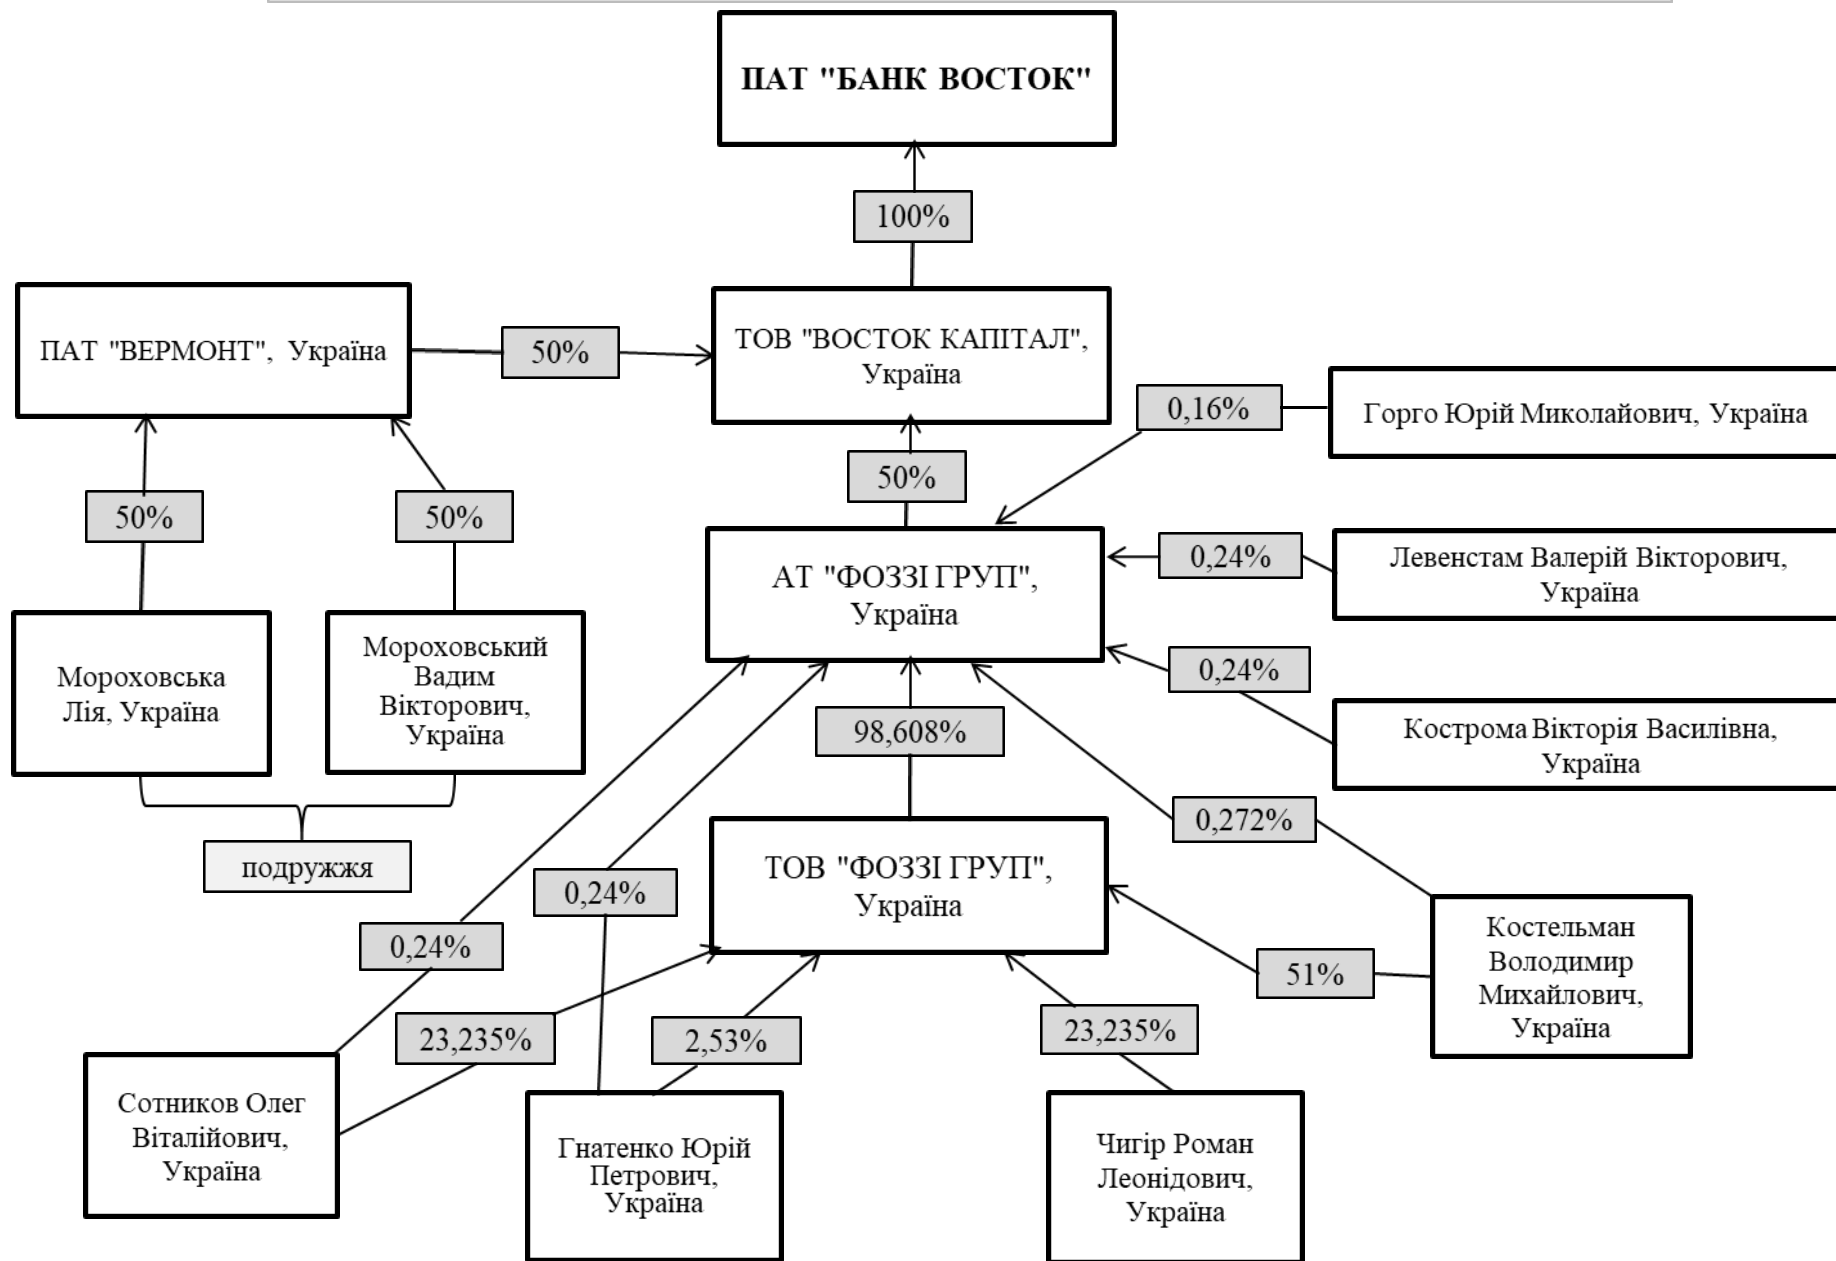 ПАТ "БАНК ВОСТОК"
100%
ПАТ "ВЕРМОНТ", Україна
50%
ТОВ "ВОСТОК КАПІТАЛ",
Україна
0,16%
Горго Юрій Миколайович, Україна
50%
50%
50%
АТ "ФОЗЗІ ГРУП",
Україна
0,24%
Левенстам Валерій Вікторович,
Україна
Мороховська
Лія, Україна
Мороховський
Вадим
Вікторович,
Україна
0,24%
Кострома Вікторія Василівна,
Україна
98,608%
0,272%
подружжя
ТОВ "ФОЗЗІ ГРУП",
Україна
0,24%
0,24%
51%
Костельман
Володимир
Михайлович,
Україна
23,235%
2,53%
23,235%
Сотников Олег
Віталійович,
Україна
Гнатенко Юрій
Петрович,
Україна
Чигір Роман
Леонідович,
Україна